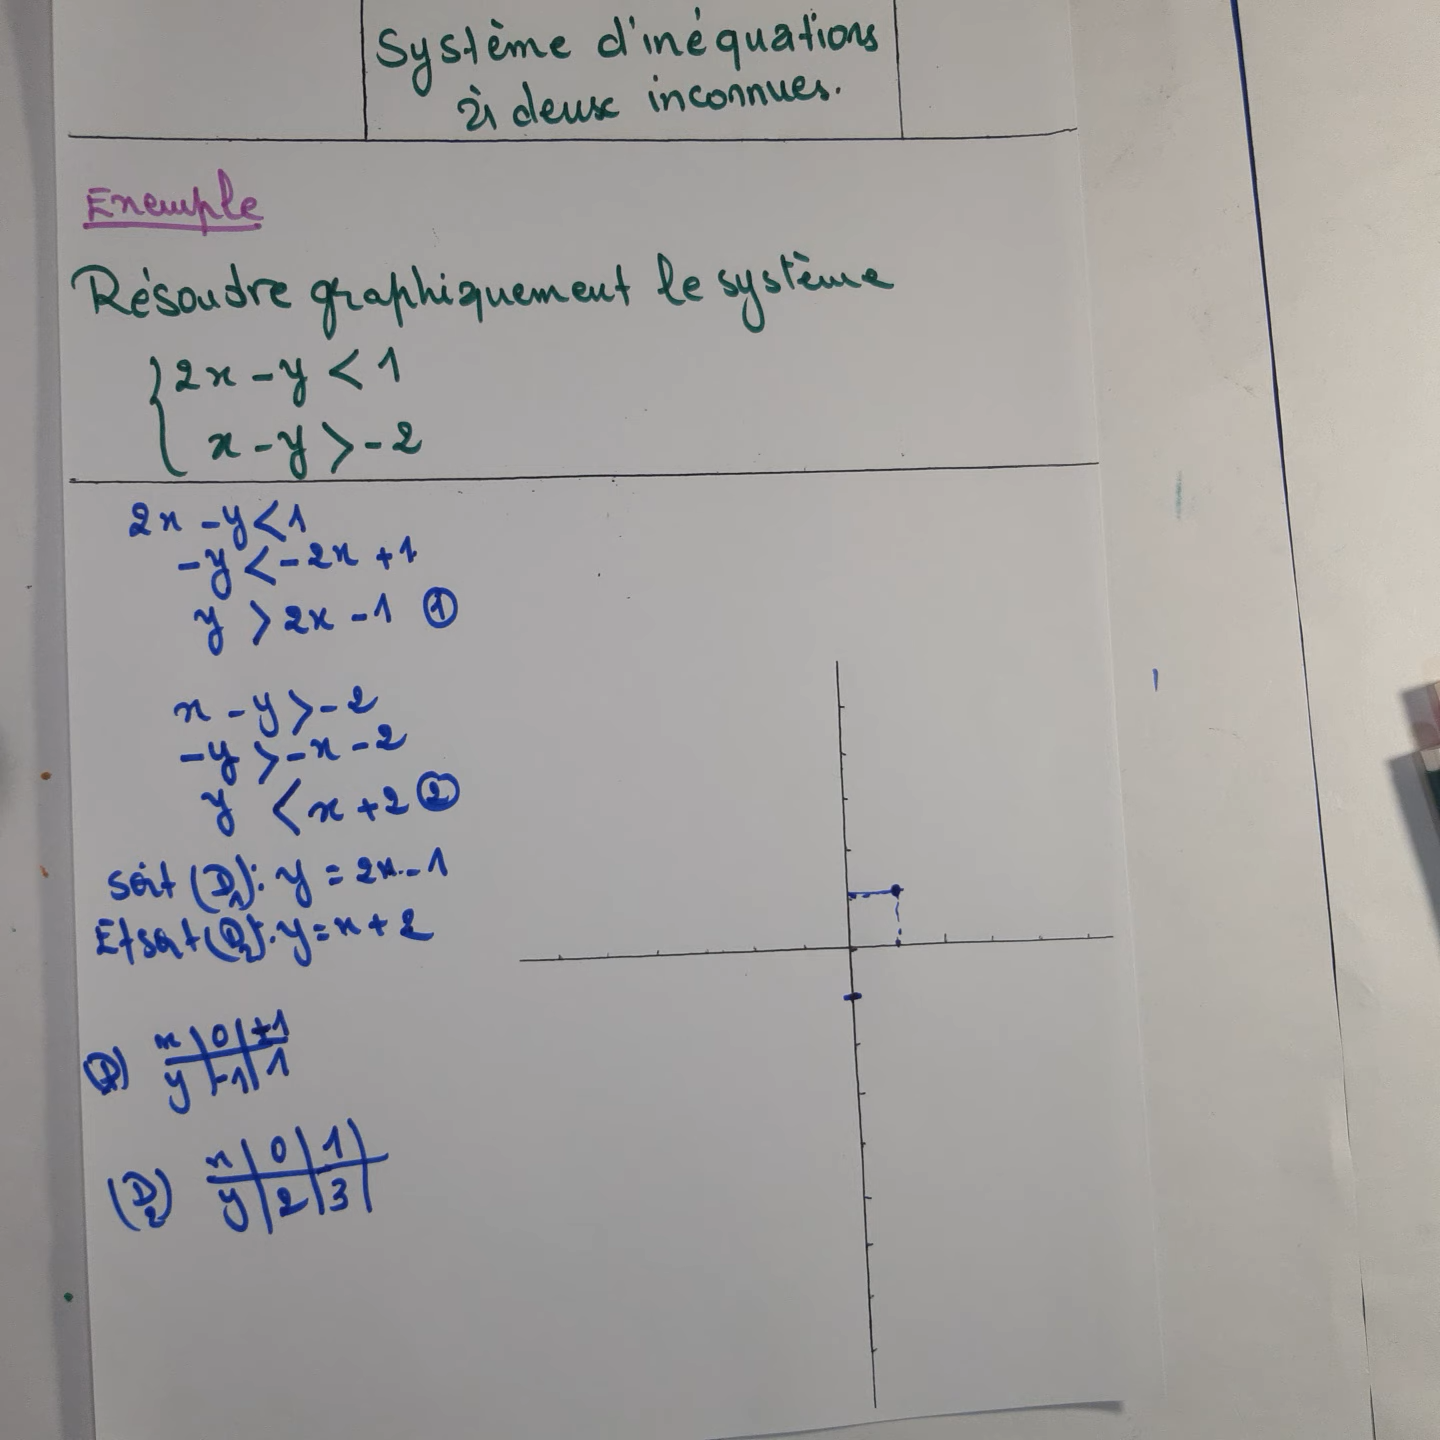 Système d'inéquations
à deux inconnues.
Exemple
Résoudre graphiquement le système
{ 2x - y < 1
x - y > -2
2x - y < 1
-y < -2x + 1
y > 2x - 1 ①
x - y > -2
-y > -x - 2
y < x + 2 ②
Soit (D₁): y = 2x - 1
Et soit (D₂): y = x + 2
(D₁) x | 0 | +1
y | -1 | 1
(D₂) x | 0 | 1 |
y | 2 | 3 |